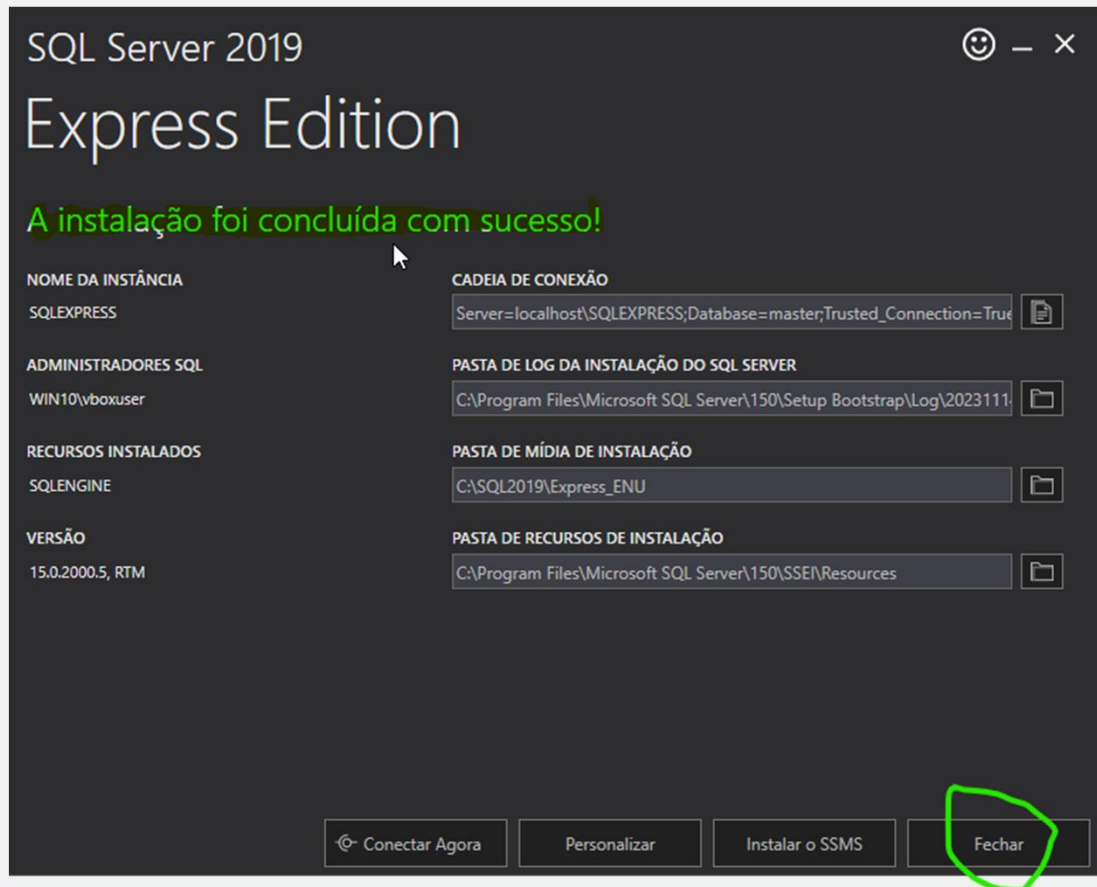 SQL Server 2019
Express Edition
A instalação foi concluída com sucesso!
NOME DA INSTÂNCIA
SQLEXPRESS
CADEIA DE CONEXÃO
Server=localhost\SQLEXPRESS;Database=master;Trusted_Connection=True
ADMINISTRADORES SQL
WIN10\vboxuser
PASTA DE LOG DA INSTALAÇÃO DO SQL SERVER
C:\Program Files\Microsoft SQL Server\150\Setup Bootstrap\Log\2023111
RECURSOS INSTALADOS
SQLENGINE
PASTA DE MÍDIA DE INSTALAÇÃO
C:\SQL2019\Express_ENU
VERSÃO
15.0.2000.5, RTM
PASTA DE RECURSOS DE INSTALAÇÃO
C:\Program Files\Microsoft SQL Server\150\SSEI\Resources
Conectar Agora
Personalizar
Instalar o SSMS
Fechar